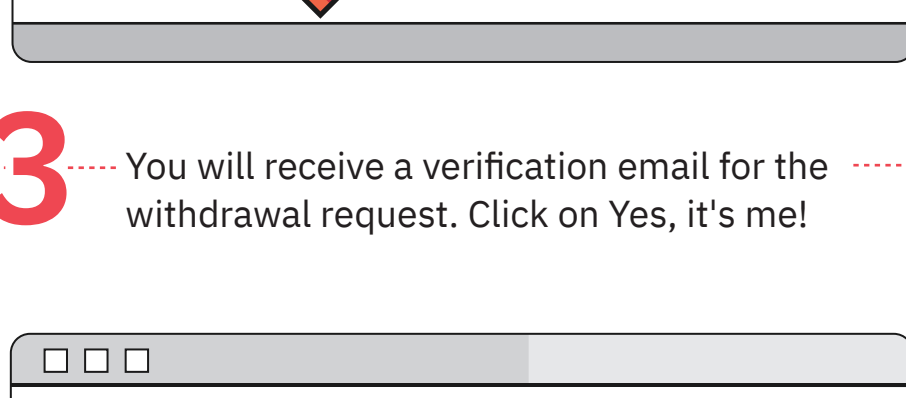 3
You will receive a verification email for the
withdrawal request. Click on Yes, it's me!